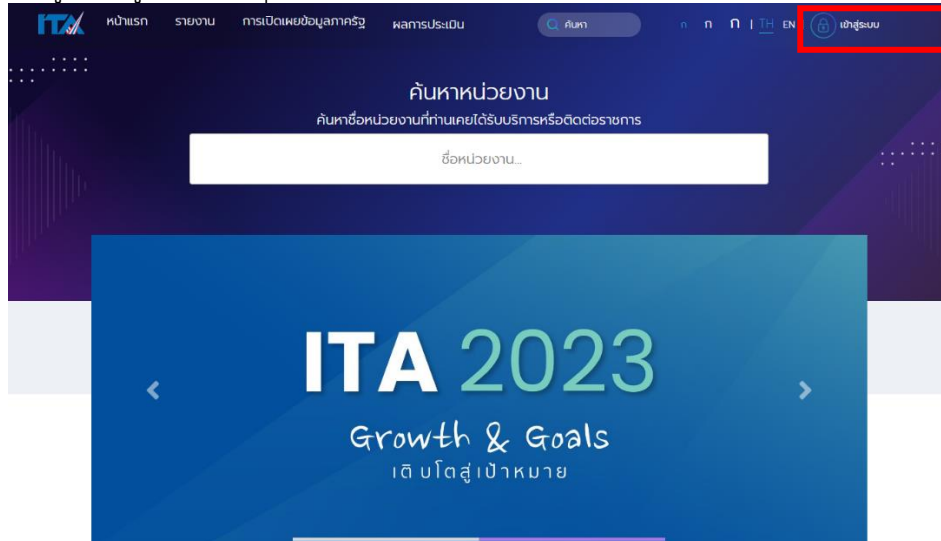 ITA หน้าแรก รายงาน การเปิดเผยข้อมูลภาครัฐ ผลการประเมิน ค้นหา ก ก ก | TH EN เข้าสู่ระบบ
ค้นหาหน่วยงาน
ค้นหาชื่อหน่วยงานที่ท่านเคยได้รับบริการหรือติดต่อราชการ
ชื่อหน่วยงาน...
ITA 2023
Growth & Goals
เติบโตสู่เป้าหมาย